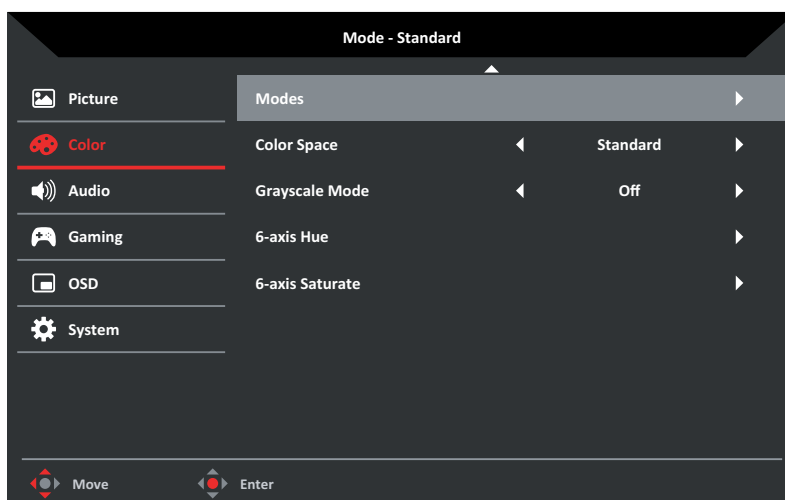 Mode - Standard
Picture
Color
Audio
Gaming
OSD
System
Modes
Color Space Standard
Grayscale Mode Off
6-axis Hue
6-axis Saturate
Move Enter